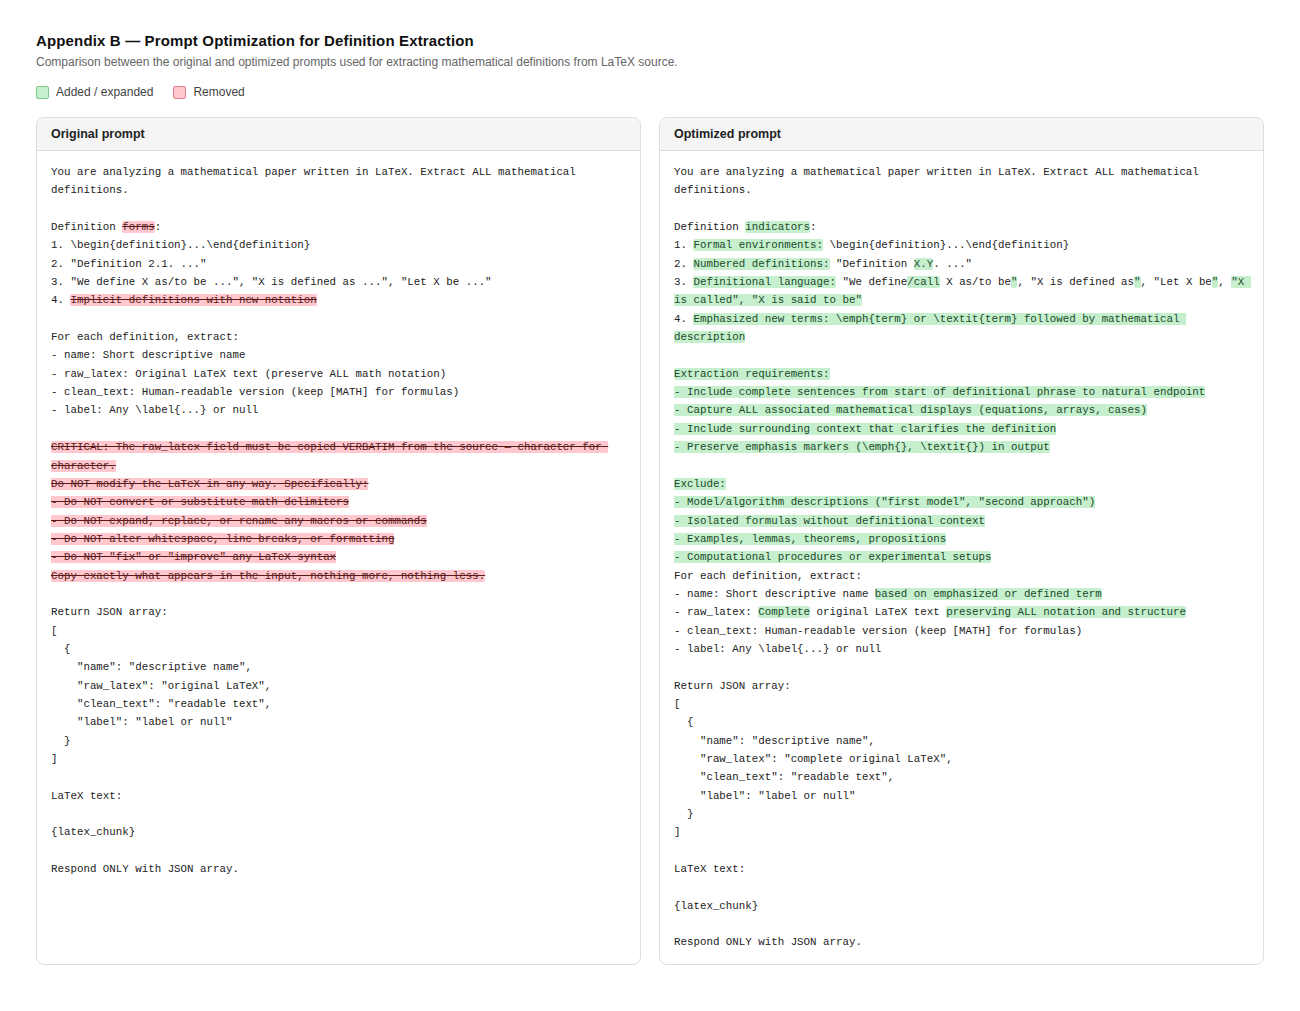 Appendix B — Prompt Optimization for Definition Extraction
Comparison between the original and optimized prompts used for extracting mathematical definitions from LaTeX source.
Added / expanded
Removed
Original prompt
You are analyzing a mathematical paper written in LaTeX. Extract ALL mathematical
definitions.
Definition forms:
1. \begin{definition}...\end{definition}
2. "Definition 2.1. ..."
3. "We define X as/to be ...", "X is defined as ...", "Let X be ..."
4. Implicit definitions with new notation
For each definition, extract:
- name: Short descriptive name
- raw_latex: Original LaTeX text (preserve ALL math notation)
- clean_text: Human-readable version (keep [MATH] for formulas)
- label: Any \label{...} or null
CRITICAL: The raw_latex field must be copied VERBATIM from the source — character for
character.
Do NOT modify the LaTeX in any way. Specifically:
- Do NOT convert or substitute math delimiters
- Do NOT expand, replace, or rename any macros or commands
- Do NOT alter whitespace, line breaks, or formatting
- Do NOT "fix" or "improve" any LaTeX syntax
Copy exactly what appears in the input, nothing more, nothing less.
Return JSON array:
[
  {
    "name": "descriptive name",
    "raw_latex": "original LaTeX",
    "clean_text": "readable text",
    "label": "label or null"
  }
]
LaTeX text:
{latex_chunk}
Respond ONLY with JSON array.
Optimized prompt
You are analyzing a mathematical paper written in LaTeX. Extract ALL mathematical
definitions.
Definition indicators:
1. Formal environments: \begin{definition}...\end{definition}
2. Numbered definitions: "Definition X.Y. ..."
3. Definitional language: "We define/call X as/to be", "X is defined as", "Let X be", "X
is called", "X is said to be"
4. Emphasized new terms: \emph{term} or \textit{term} followed by mathematical
description
Extraction requirements:
- Include complete sentences from start of definitional phrase to natural endpoint
- Capture ALL associated mathematical displays (equations, arrays, cases)
- Include surrounding context that clarifies the definition
- Preserve emphasis markers (\emph{}, \textit{}) in output
Exclude:
- Model/algorithm descriptions ("first model", "second approach")
- Isolated formulas without definitional context
- Examples, lemmas, theorems, propositions
- Computational procedures or experimental setups
For each definition, extract:
- name: Short descriptive name based on emphasized or defined term
- raw_latex: Complete original LaTeX text preserving ALL notation and structure
- clean_text: Human-readable version (keep [MATH] for formulas)
- label: Any \label{...} or null
Return JSON array:
[
  {
    "name": "descriptive name",
    "raw_latex": "complete original LaTeX",
    "clean_text": "readable text",
    "label": "label or null"
  }
]
LaTeX text:
{latex_chunk}
Respond ONLY with JSON array.